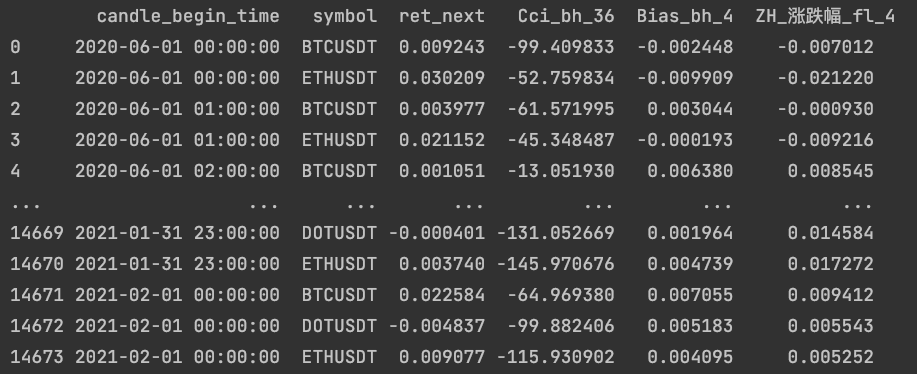 candle_begin_time symbol ret_next Cci_bh_36 Bias_bh_4 ZH_涨跌幅_fl_4
0 2020-06-01 00:00:00 BTCUSDT 0.009243 -99.409833 -0.002448 -0.007012
1 2020-06-01 00:00:00 ETHUSDT 0.030209 -52.759834 -0.009909 -0.021220
2 2020-06-01 01:00:00 BTCUSDT 0.003977 -61.571995 0.003044 -0.000930
3 2020-06-01 01:00:00 ETHUSDT 0.021152 -45.348487 -0.000193 -0.009216
4 2020-06-01 02:00:00 BTCUSDT 0.001051 -13.051930 0.006380 0.008545
... ... ... ... ... ... ...
14669 2021-01-31 23:00:00 DOTUSDT -0.000401 -131.052669 0.001964 0.014584
14670 2021-01-31 23:00:00 ETHUSDT 0.003740 -145.970676 0.004739 0.017272
14671 2021-02-01 00:00:00 BTCUSDT 0.022584 -64.969380 0.007055 0.009412
14672 2021-02-01 00:00:00 DOTUSDT -0.004837 -99.882406 0.005183 0.005543
14673 2021-02-01 00:00:00 ETHUSDT 0.009077 -115.930902 0.004095 0.005252